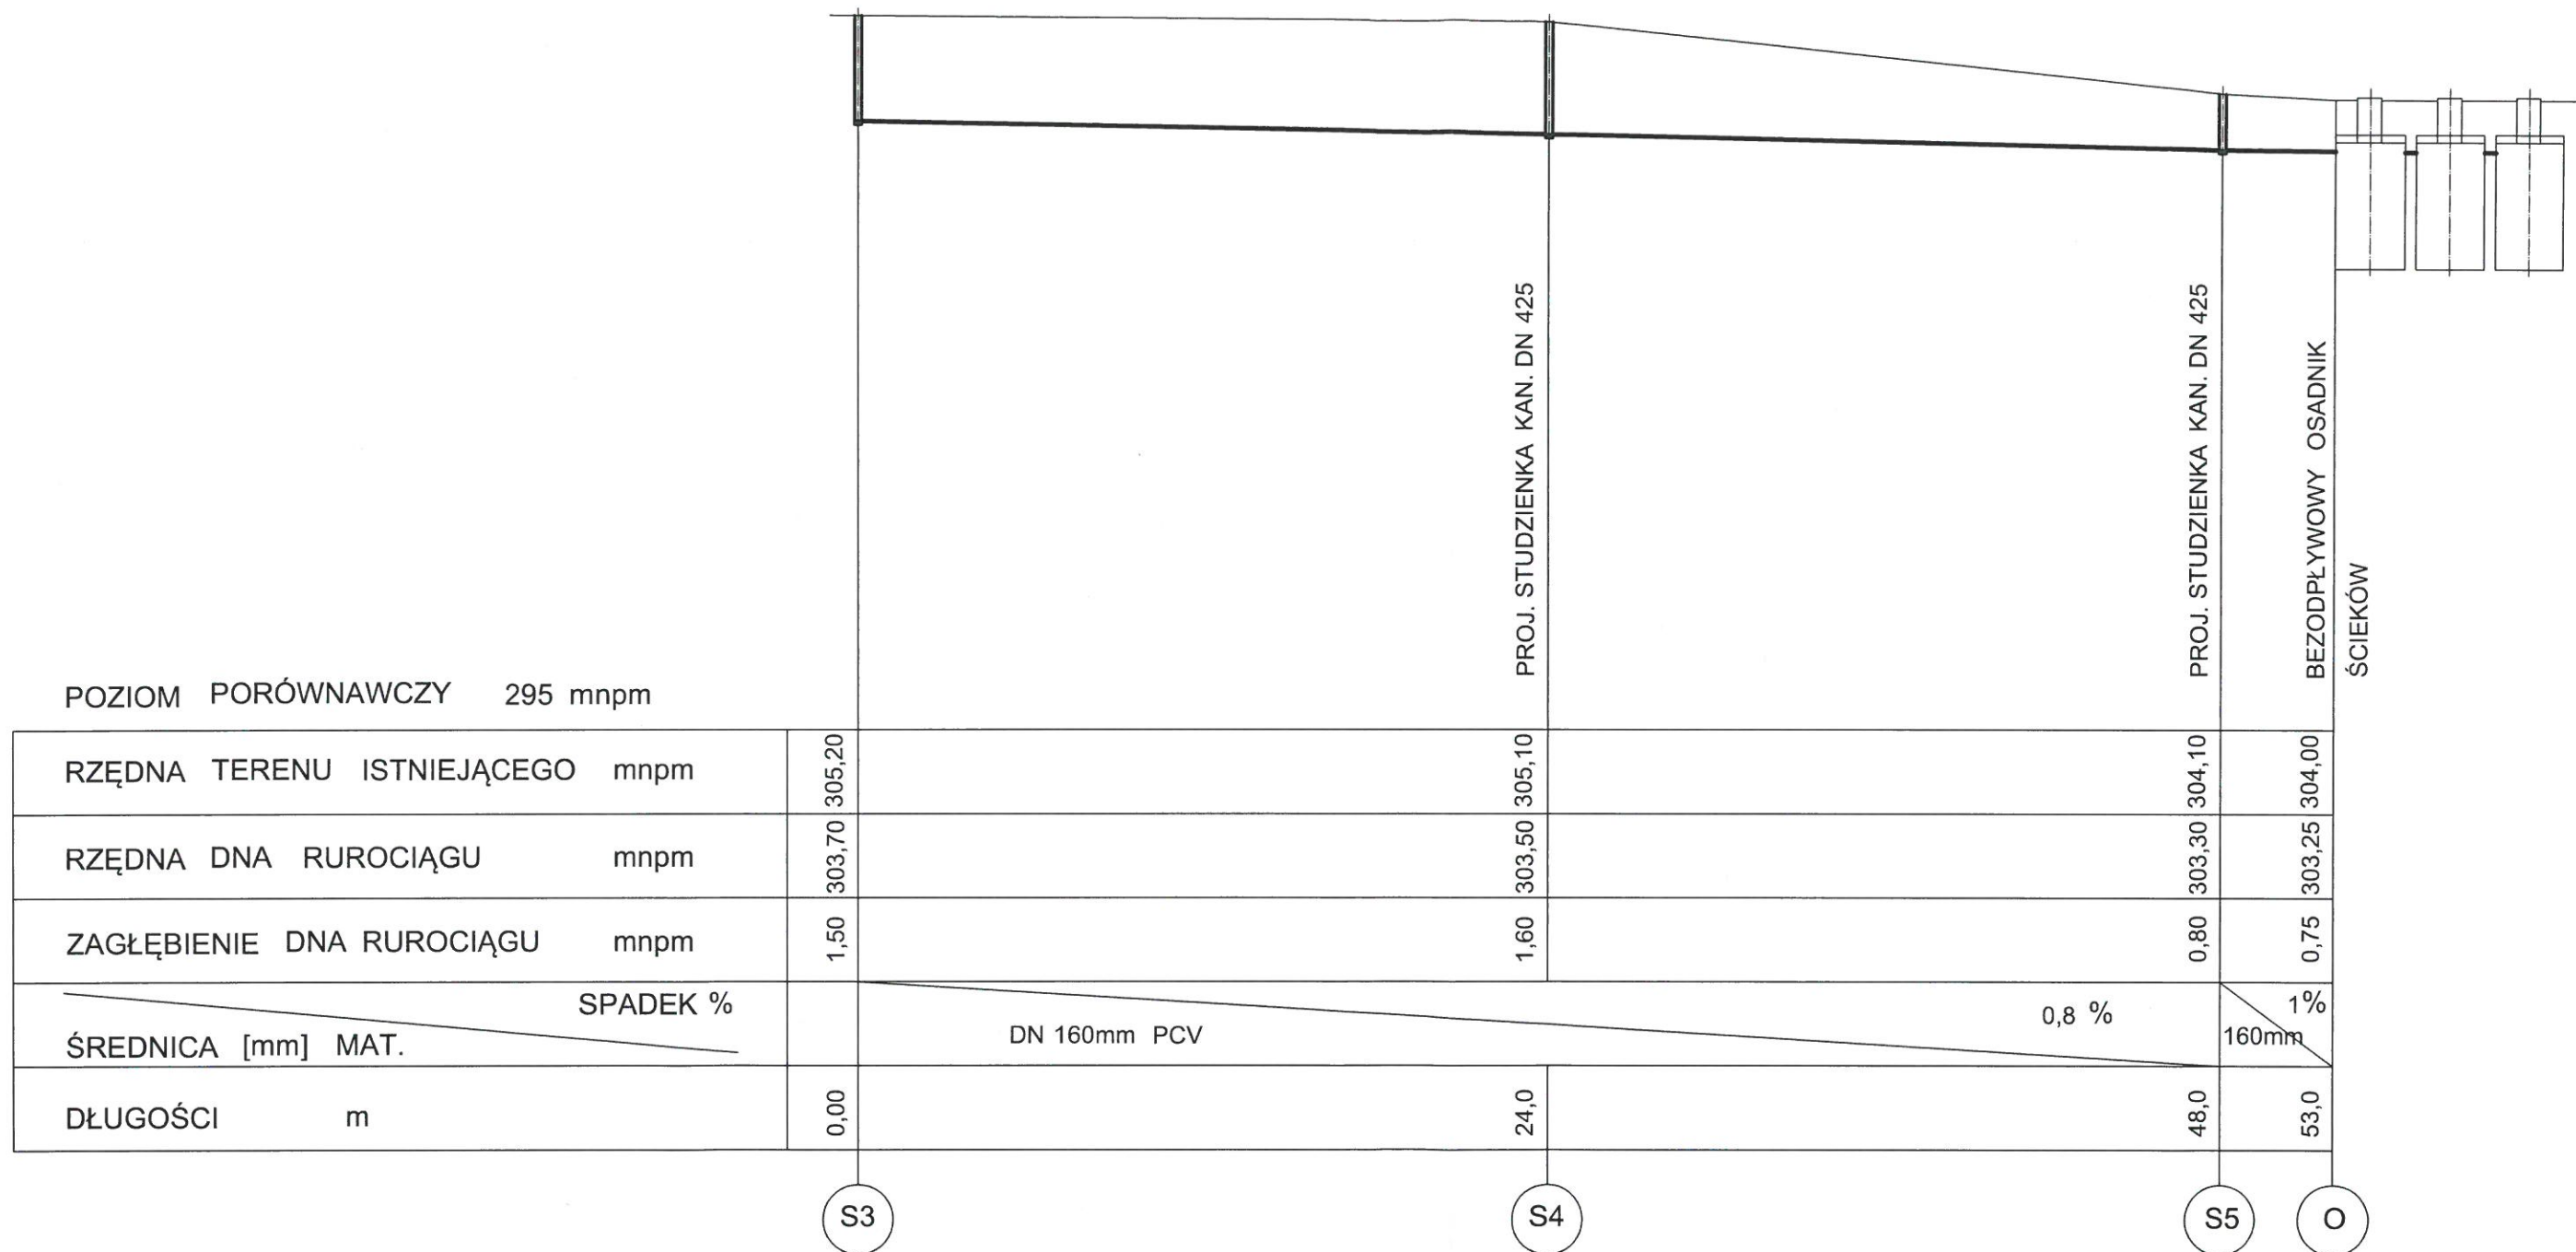 PROJ. STUDZIENKA KAN. DN 425
PROJ. STUDZIENKA KAN. DN 425
BEZODPŁYWOWY OSADNIK
ŚCIEKÓW
POZIOM PORÓWNAWCZY 295 mnpm
RZĘDNA TERENU ISTNIEJĄCEGO mnpm 305,20 305,10 304,10 304,00
RZĘDNA DNA RUROCIĄGU mnpm 303,70 303,50 303,30 303,25
ZAGŁĘBIENIE DNA RUROCIĄGU mnpm 1,50 1,60 0,80 0,75
SPADEK % 0,8 % 1%
ŚREDNICA [mm] MAT. DN 160mm PCV 160mm
DŁUGOŚCI m 0,00 24,0 48,0 53,0
S3 S4 S5 O